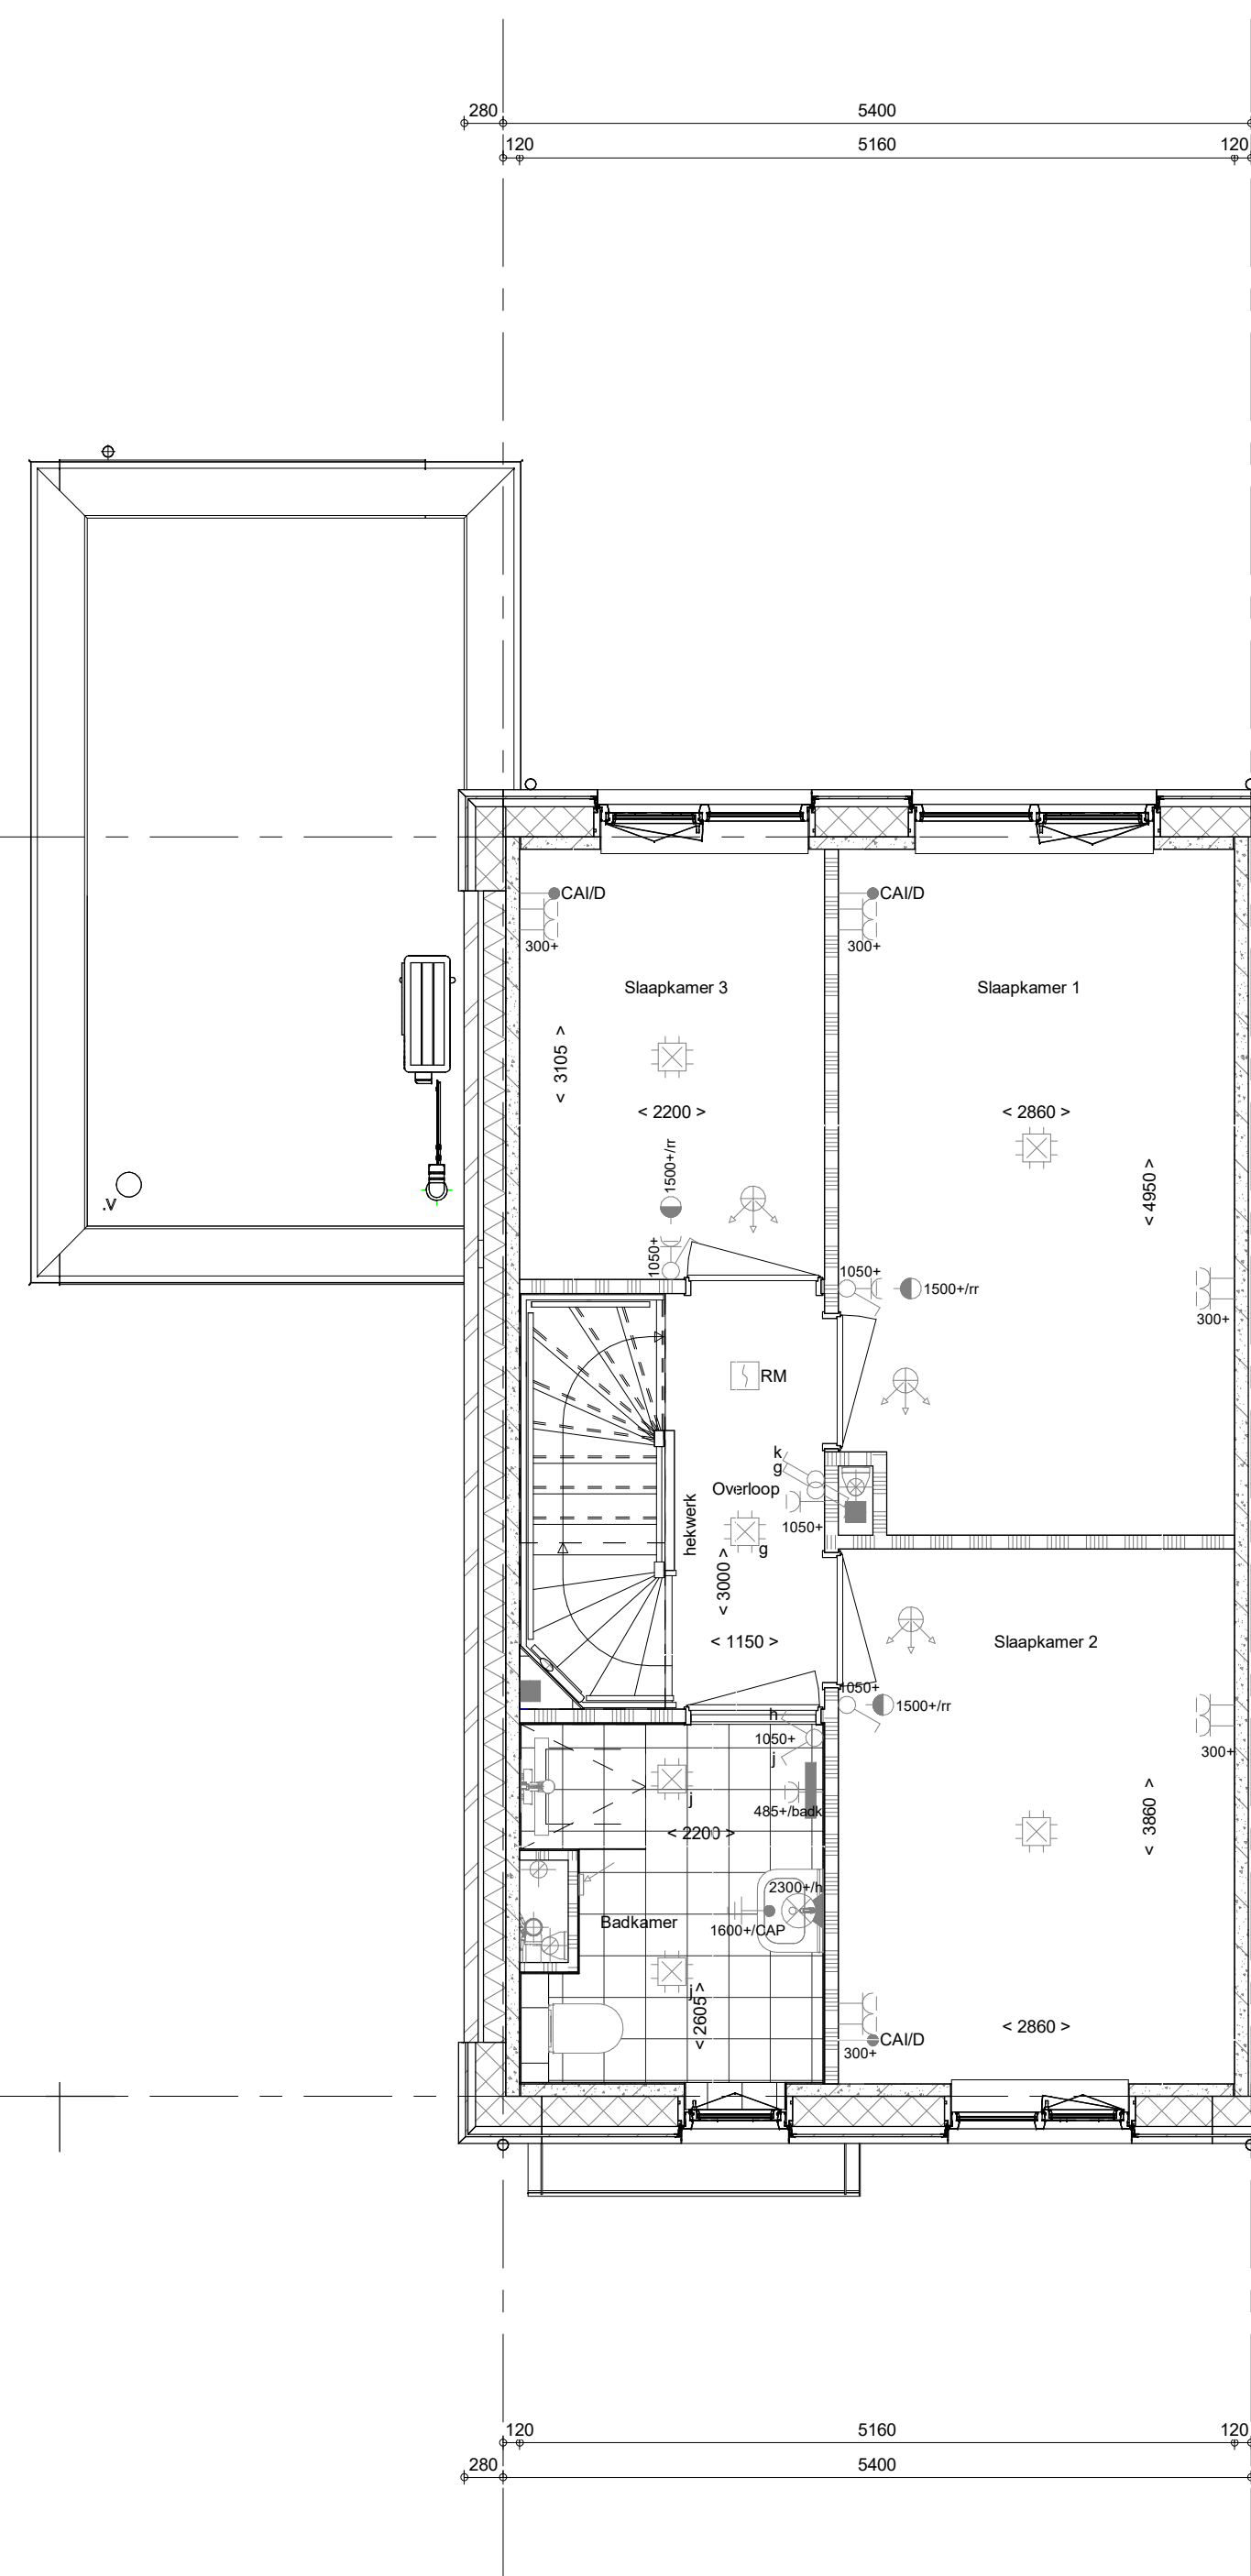 280 5400
120 5160 120
CAI/D CAI/D
300+ 300+
Slaapkamer 3 Slaapkamer 1
< 3105 >
< 2200 > < 2860 >
1500+/rr
< 4950 >
.V
1050+ 1050+
1500+/rr
300+
RM
k
g
Overloop
hekwerk
1050+
g
< 3000 >
< 1150 > Slaapkamer 2
1050+
1500+/rr
h
1050+
300+
j
j
485+/badk
< 2200 >
< 3860 >
2300+/h
Badkamer
1600+/CAP
j
< 2605 >
< 2860 >
CAI/D
300+
120 5160 120
280 5400